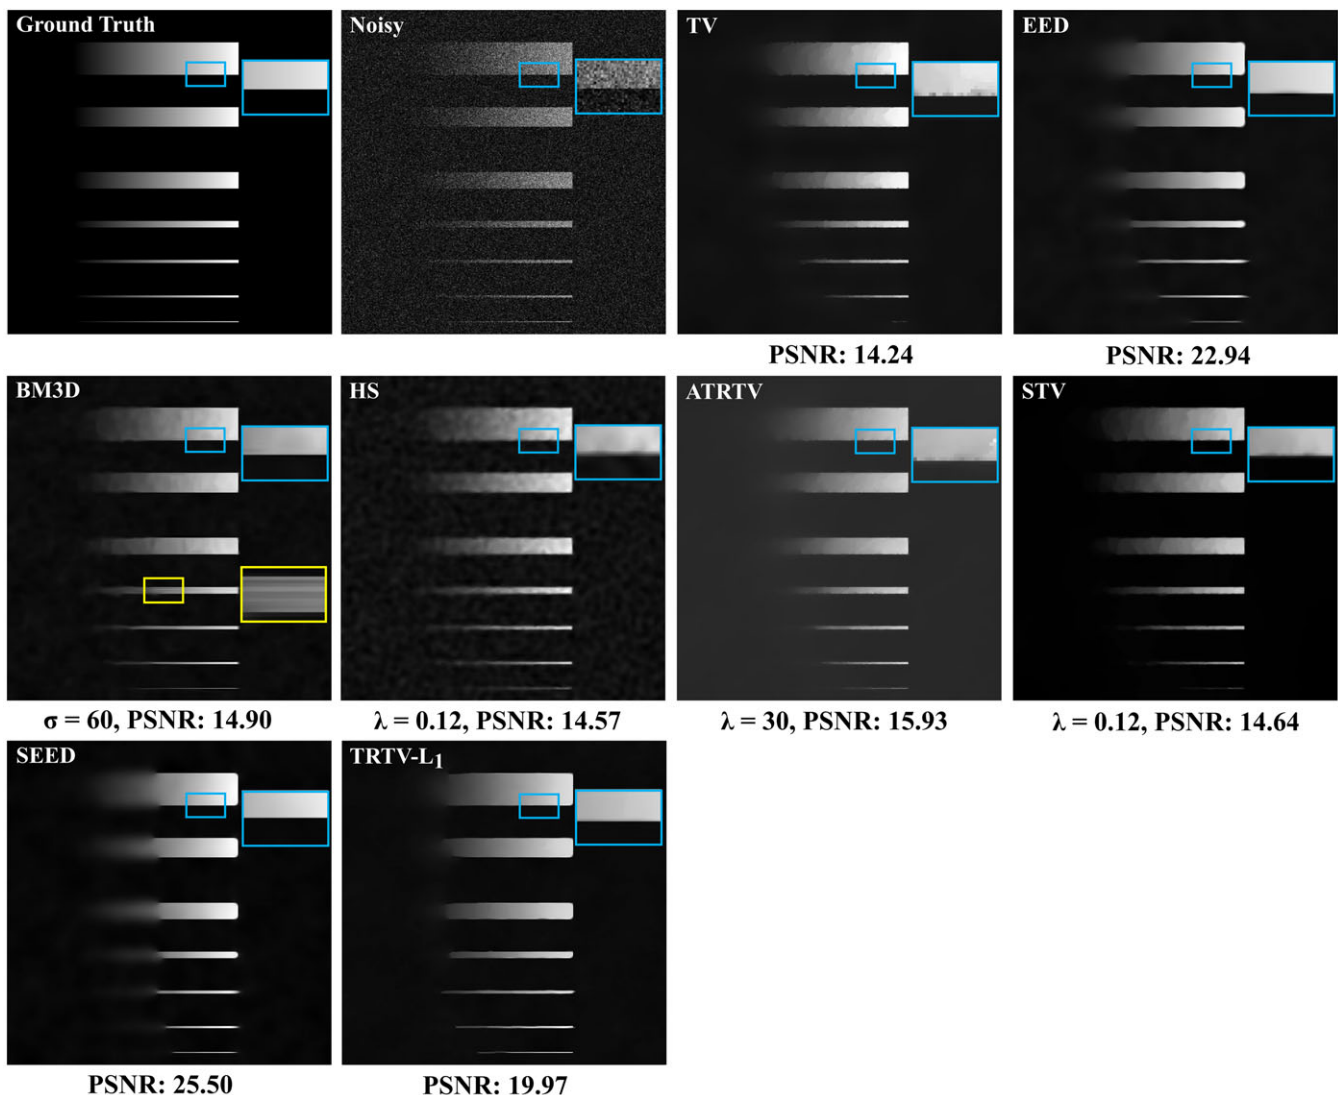 Ground Truth
Noisy
TV
EED
PSNR: 14.24
PSNR: 22.94
BM3D
HS
ATRTV
STV
σ = 60, PSNR: 14.90
λ = 0.12, PSNR: 14.57
λ = 30, PSNR: 15.93
λ = 0.12, PSNR: 14.64
SEED
TRTV-L₁
PSNR: 25.50
PSNR: 19.97